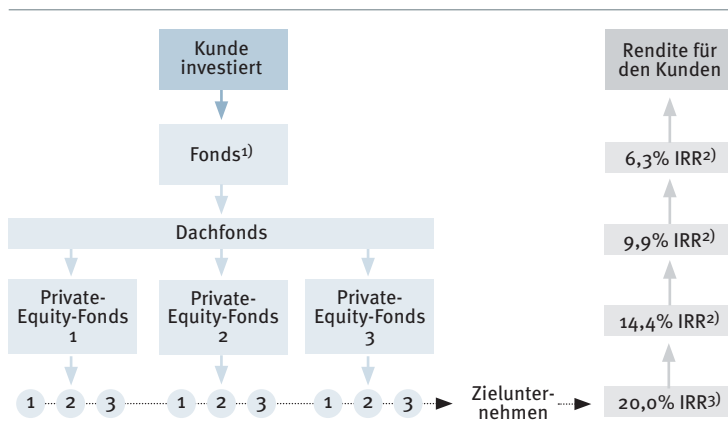 Kunde
investiert
Rendite für
den Kunden
Fonds¹⁾
6,3% IRR²⁾
Dachfonds
9,9% IRR²⁾
Private-
Equity-Fonds
1
Private-
Equity-Fonds
2
Private-
Equity-Fonds
3
14,4% IRR²⁾
1 2 3 1 2 3 1 2 3
Zielunter-
nehmen
20,0% IRR³⁾